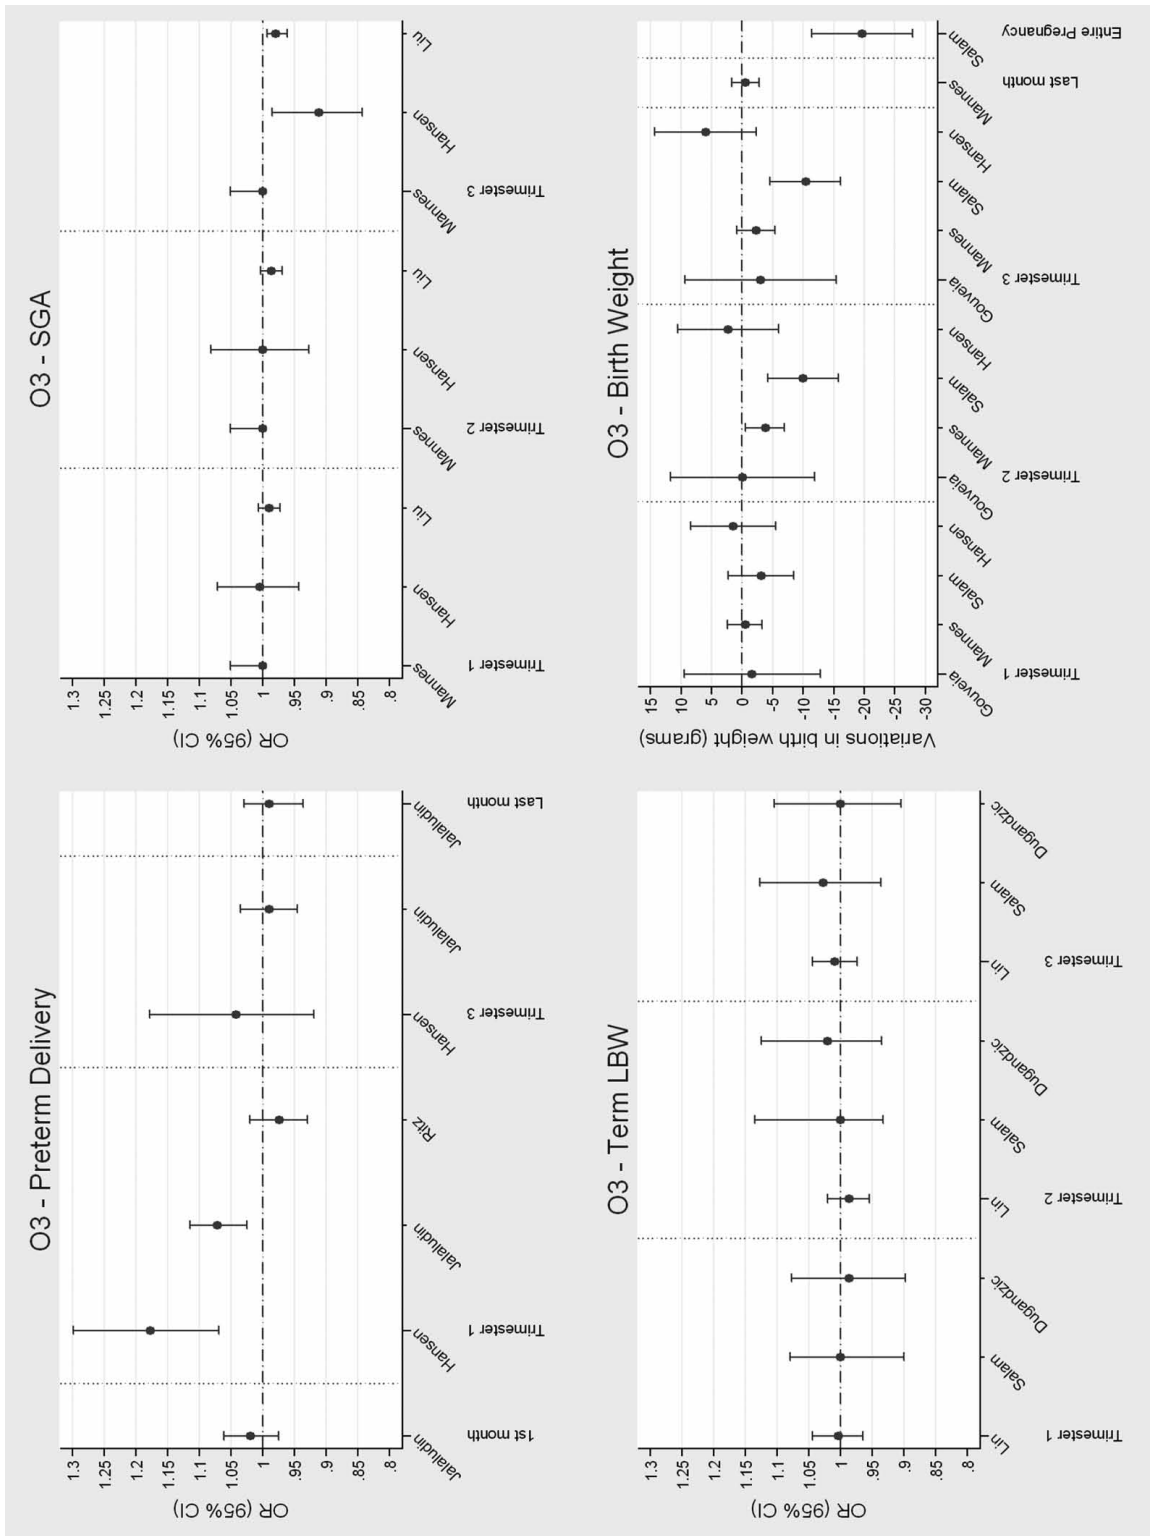 O3 - Preterm Delivery
OR (95% CI)
1.3
1.25
1.2
1.15
1.1
1.05
1
.95
.9
.85
.8
Jalaludin
Hansen
Jalaludin
Ritz
Hansen
Jalaludin
Jalaludin
1st month
Trimester 1
Trimester 3
Last month
O3 - SGA
OR (95% CI)
1.3
1.25
1.2
1.15
1.1
1.05
1
.95
.9
.85
.8
Mannes
Hansen
Liu
Mannes
Hansen
Liu
Mannes
Hansen
Liu
Trimester 1
Trimester 2
Trimester 3
O3 - Term LBW
OR (95% CI)
1.3
1.25
1.2
1.15
1.1
1.05
1
.95
.9
.85
.8
Lin
Salam
Dugandzic
Lin
Salam
Dugandzic
Lin
Salam
Dugandzic
Trimester 1
Trimester 2
Trimester 3
O3 - Birth Weight
Variations in birth weight (grams)
15
10
5
0
-5
-10
-15
-20
-25
-30
Gouveia
Mannes
Salam
Hansen
Gouveia
Mannes
Salam
Hansen
Gouveia
Mannes
Salam
Hansen
Mannes
Salam
Trimester 1
Trimester 2
Trimester 3
Last month
Entire Pregnancy